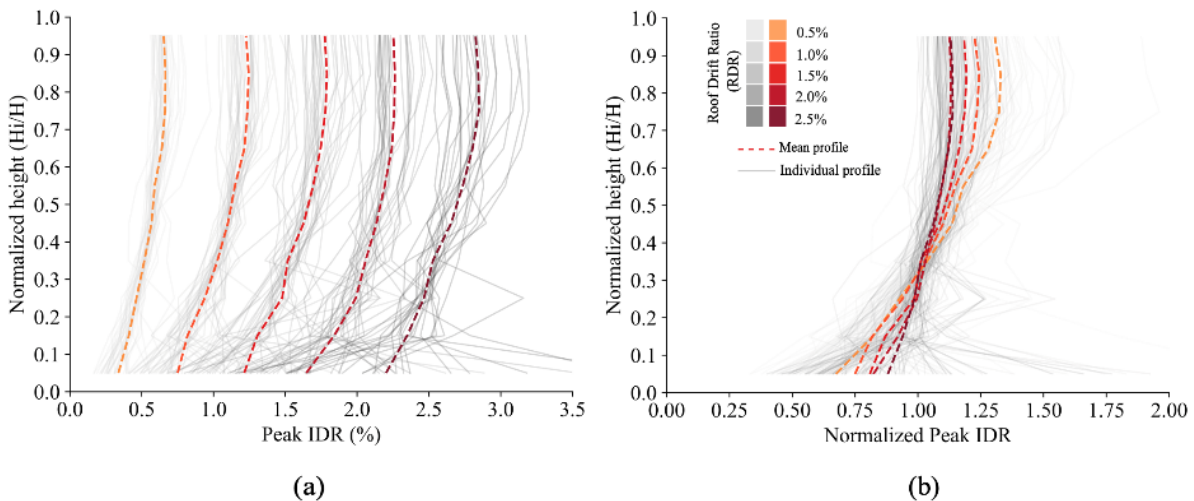 1.0
0.9
0.8
0.7
0.6
0.5
0.4
0.3
0.2
0.1
0.0
Normalized height (Hi/H)
0.0 0.5 1.0 1.5 2.0 2.5 3.0 3.5
Peak IDR (%)
(a)
1.0
0.9
0.8
0.7
0.6
0.5
0.4
0.3
0.2
0.1
0.0
Normalized height (Hi/H)
Roof Drift Ratio
(RDR)
0.5%
1.0%
1.5%
2.0%
2.5%
Mean profile
Individual profile
0.00 0.25 0.50 0.75 1.00 1.25 1.50 1.75 2.00
Normalized Peak IDR
(b)